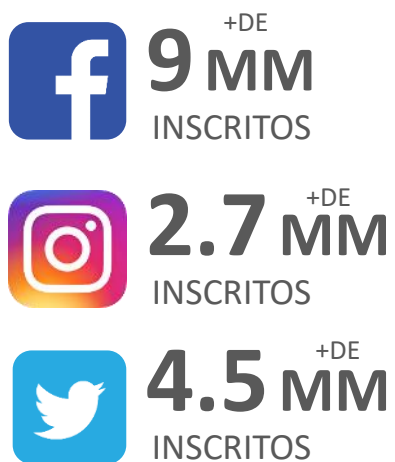 +DE
9 MM
INSCRITOS
+DE
2.7 MM
INSCRITOS
+DE
4.5 MM
INSCRITOS